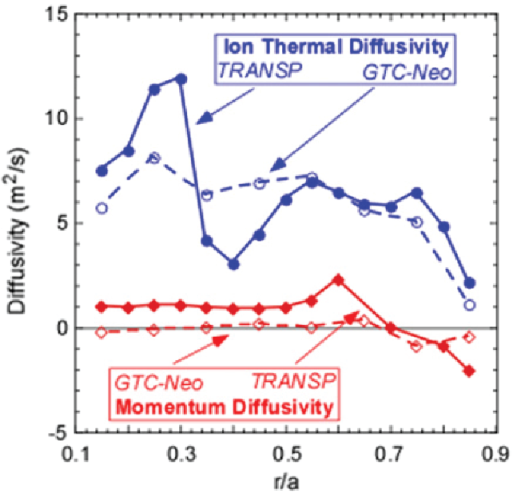 15
Ion Thermal Diffusivity
TRANSP GTC-Neo
10
Diffusivity (m²/s)
5
0
GTC-Neo TRANSP
Momentum Diffusivity
-5
0.1 0.3 0.5 0.7 0.9
r/a